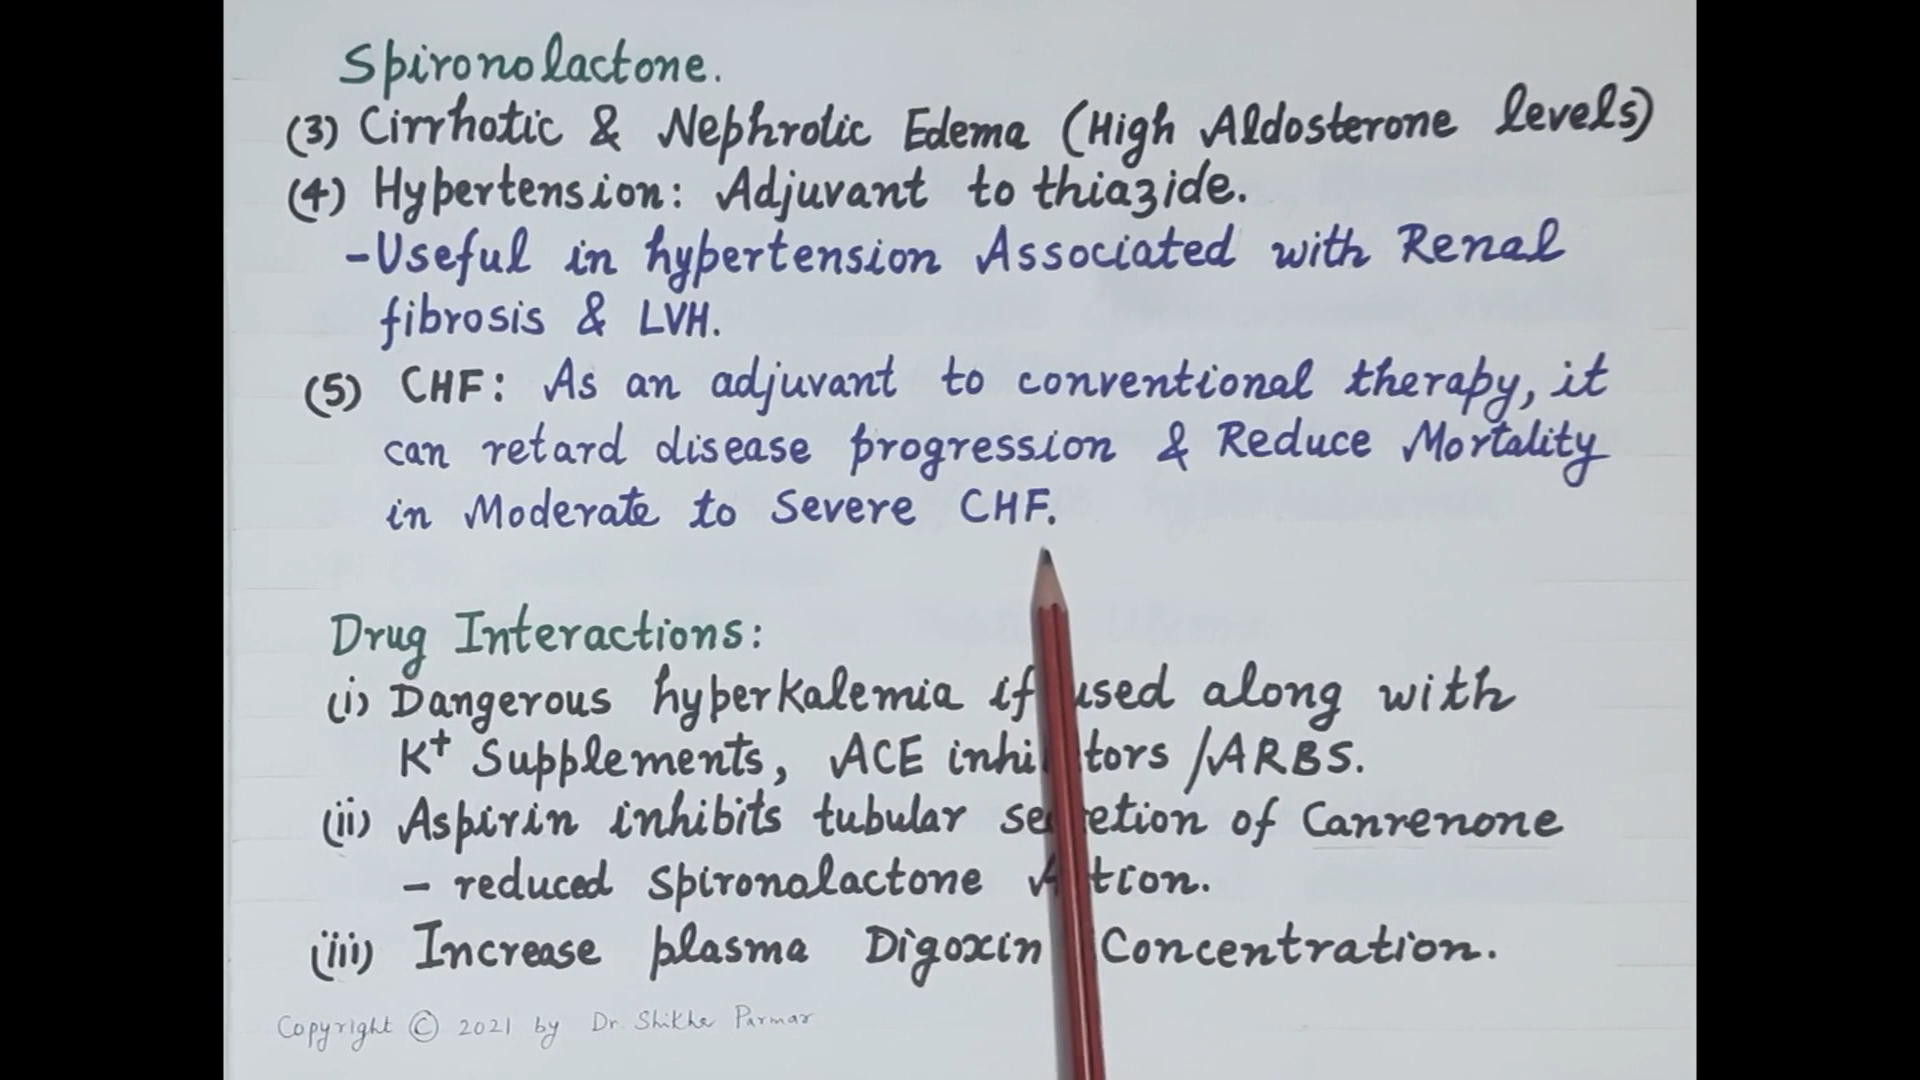 Spironolactone.
(3) Cirrhotic & Nephrotic Edema (High Aldosterone levels)
(4) Hypertension: Adjuvant to thiazide.
-Useful in hypertension Associated with Renal
fibrosis & LVH.
(5) CHF: As an adjuvant to conventional therapy, it
can retard disease progression & Reduce Mortality
in Moderate to Severe CHF.
Drug Interactions:
(i) Dangerous hyperkalemia if used along with
K+ Supplements, ACE inhibitors /ARBS.
(ii) Aspirin inhibits tubular secretion of Canrenone
- reduced spironolactone Action.
(iii) Increase plasma Digoxin Concentration.
Copyright © 2021 by Dr. Shikha Parmar